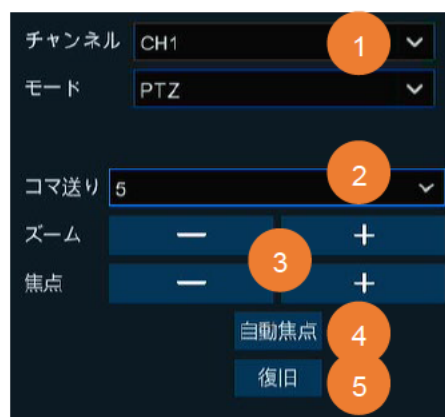 チャンネル CH1 1
モード PTZ
コマ送り 5 2
ズーム − +
3
焦点 − +
自動焦点 4
復旧 5